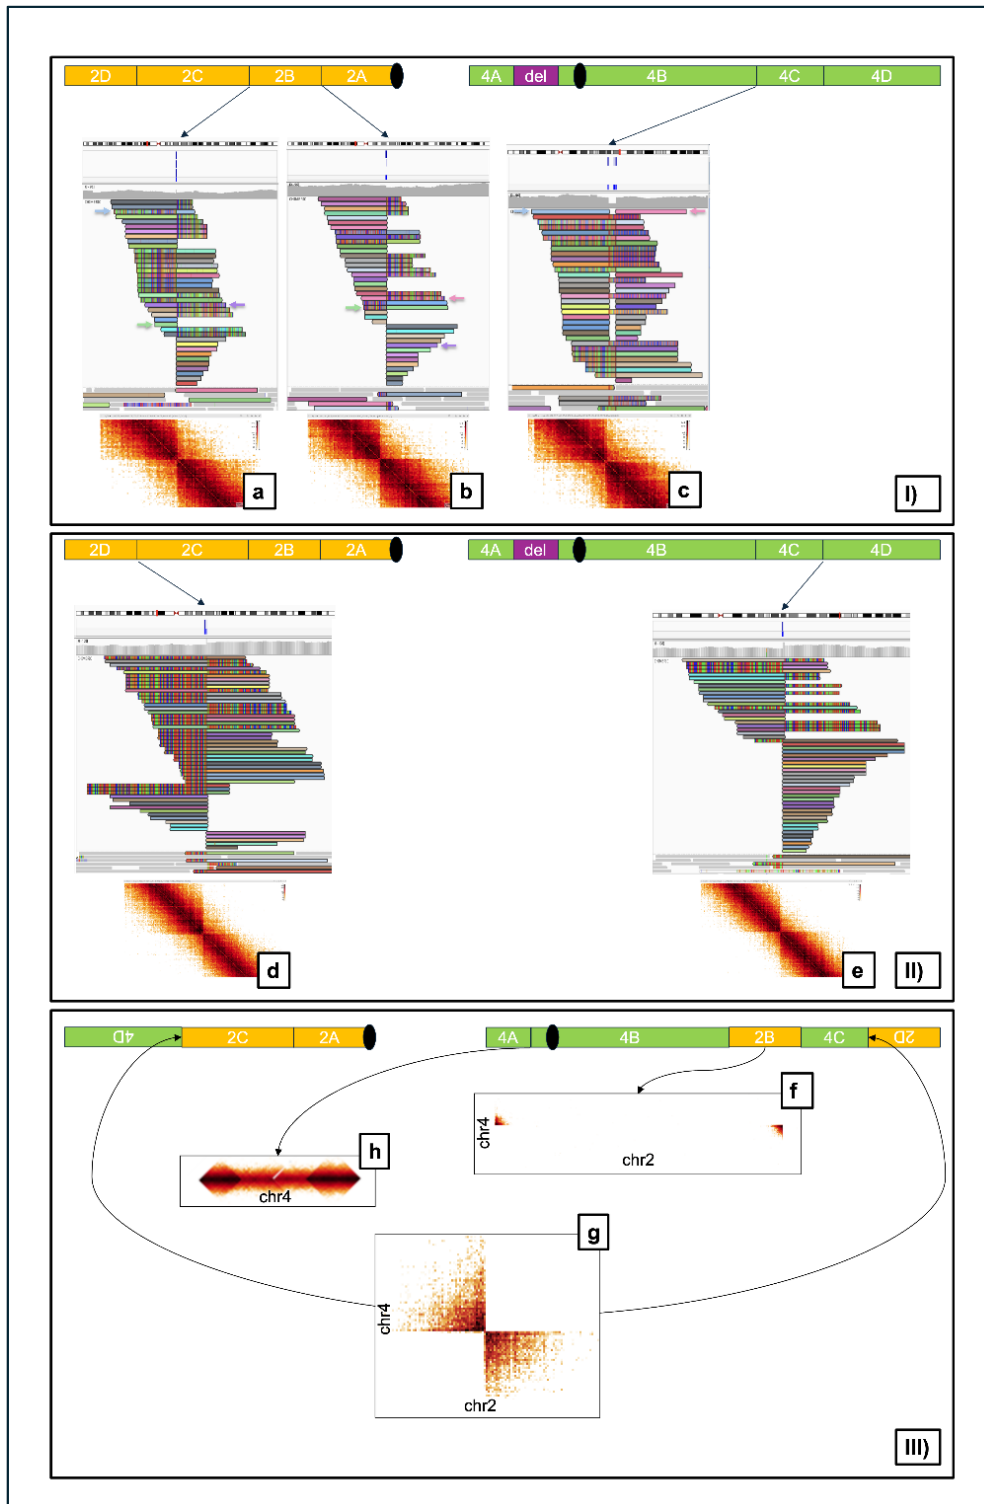 2D 2C 2B 2A 4A del 4B 4C 4D
a b c I)
2D 2C 2B 2A 4A del 4B 4C 4D
d e II)
4D 2C 2A 4A 4B 2B 4C 2D
f
chr4
chr2
h
chr4
g
chr4
chr2
III)